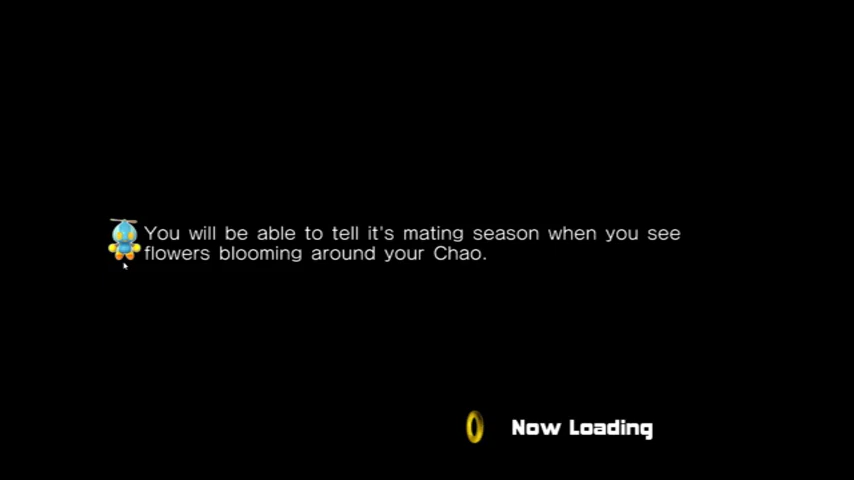 You will be able to tell it's mating season when you see
flowers blooming around your Chao.
Now Loading